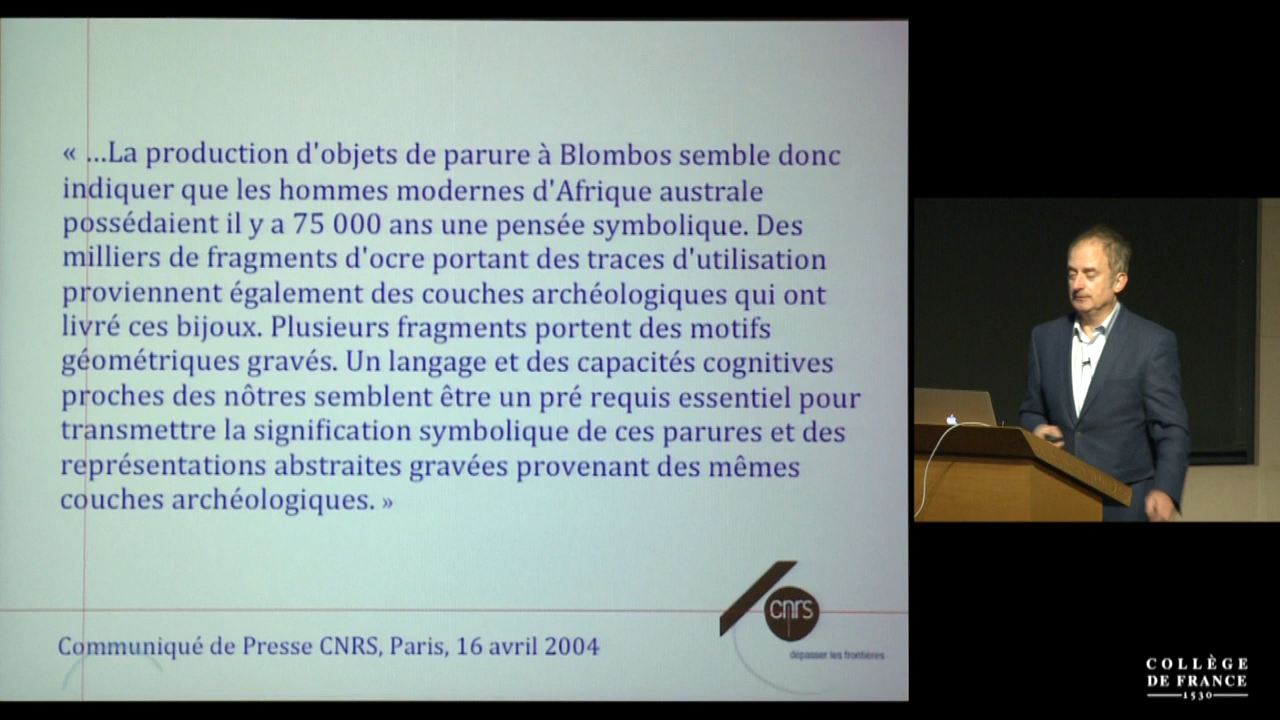 « ...La production d'objets de parure à Blombos semble donc
indiquer que les hommes modernes d'Afrique australe
possédaient il y a 75 000 ans une pensée symbolique. Des
milliers de fragments d'ocre portant des traces d'utilisation
proviennent également des couches archéologiques qui ont
livré ces bijoux. Plusieurs fragments portent des motifs
géométriques gravés. Un langage et des capacités cognitives
proches des nôtres semblent être un pré requis essentiel pour
transmettre la signification symbolique de ces parures et des
représentations abstraites gravées provenant des mêmes
couches archéologiques. »
cnrs
dépasser les frontières
Communiqué de Presse CNRS, Paris, 16 avril 2004
COLLÈGE
DE FRANCE
1530